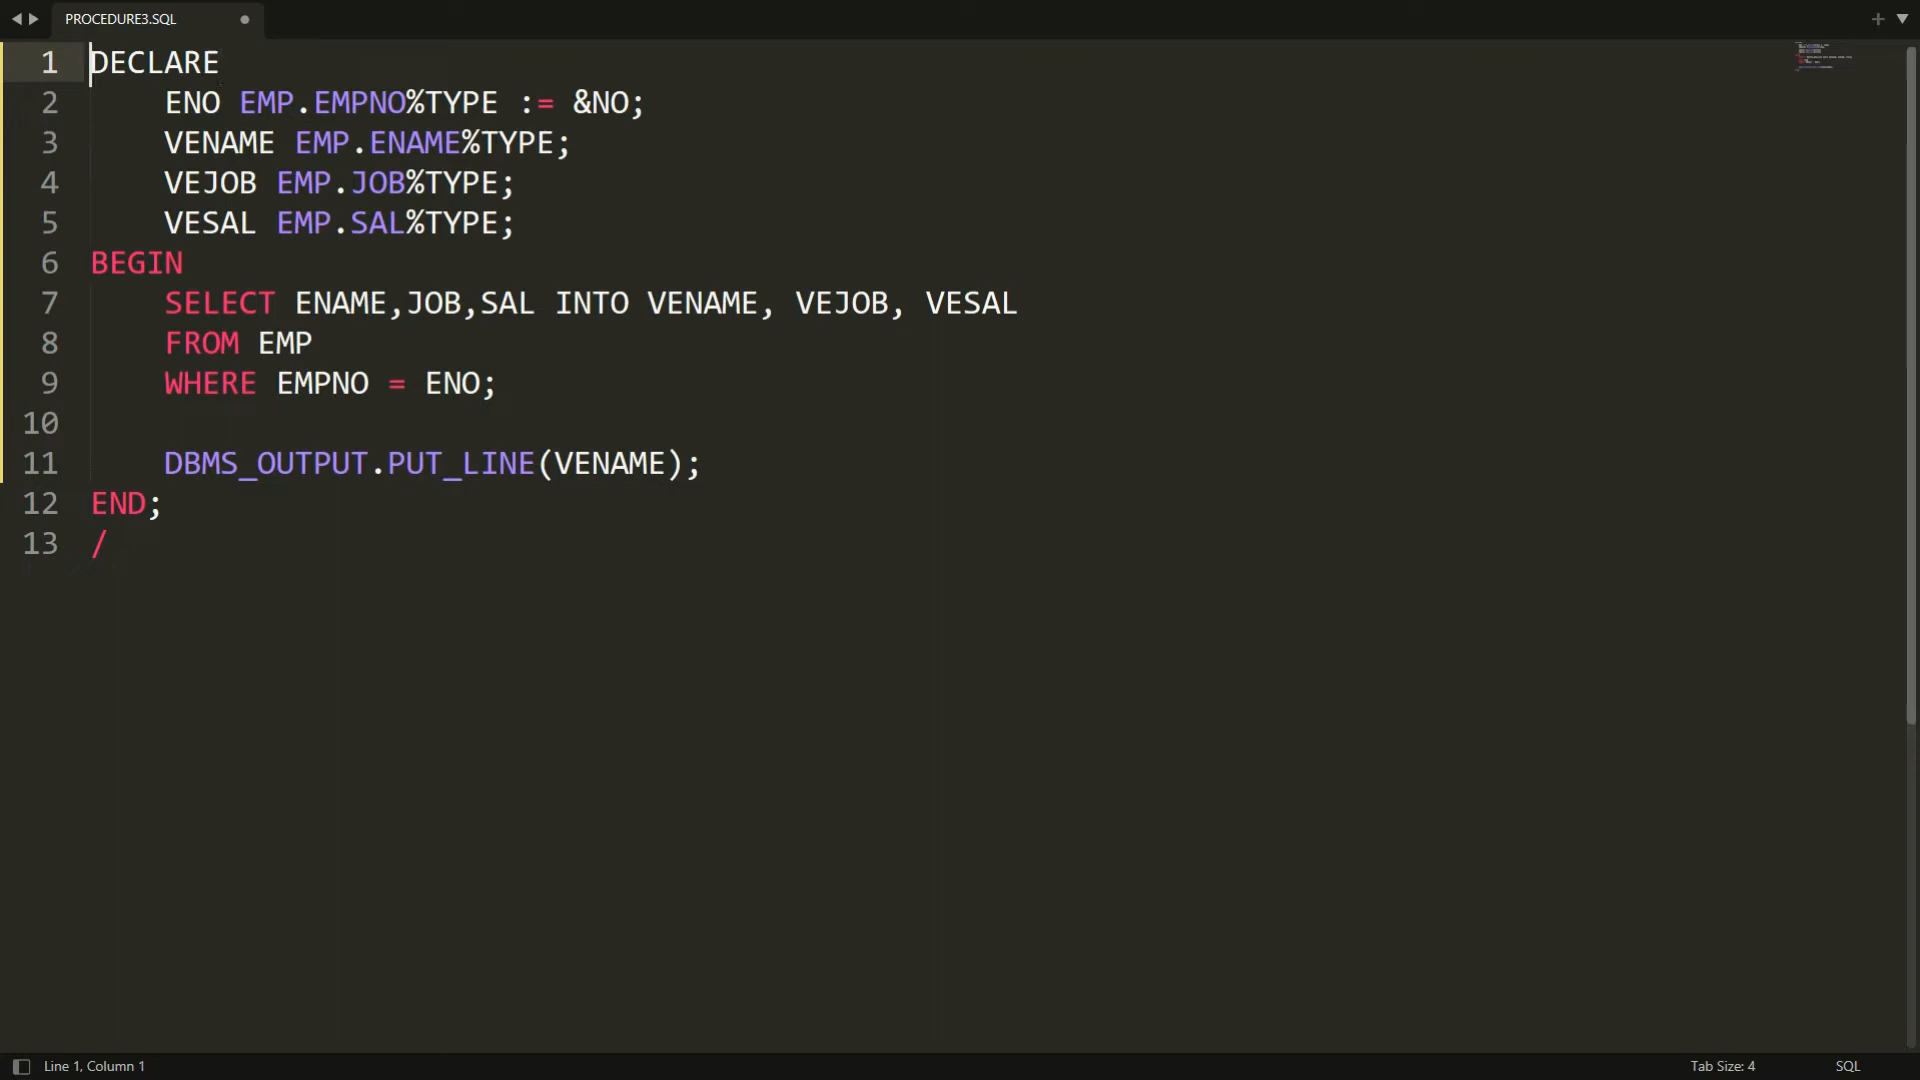 PROCEDURE3.SQL
1 DECLARE
2 ENO EMP.EMPNO%TYPE := &NO;
3 VENAME EMP.ENAME%TYPE;
4 VEJOB EMP.JOB%TYPE;
5 VESAL EMP.SAL%TYPE;
6 BEGIN
7 SELECT ENAME,JOB,SAL INTO VENAME, VEJOB, VESAL
8 FROM EMP
9 WHERE EMPNO = ENO;
10
11 DBMS_OUTPUT.PUT_LINE(VENAME);
12 END;
13 /
Line 1, Column 1
Tab Size: 4
SQL